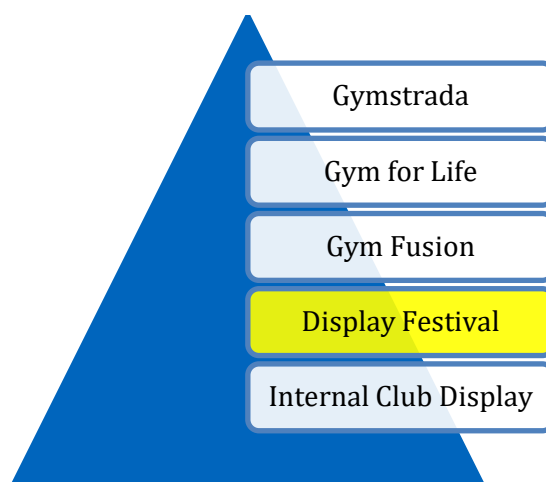 Gymstrada
Gym for Life
Gym Fusion
Display Festival
Internal Club Display